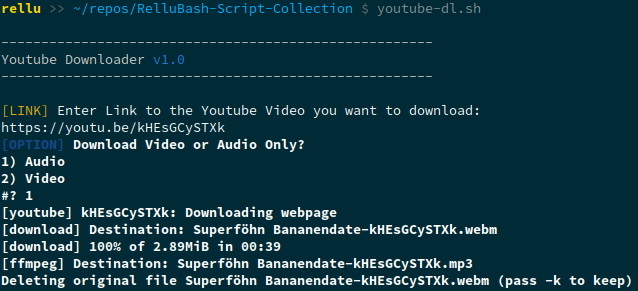 rellu >> ~/repos/RelluBash-Script-Collection $ youtube-dl.sh
------------------------------------------------------
Youtube Downloader v1.0
------------------------------------------------------
[LINK] Enter Link to the Youtube Video you want to download:
https://youtu.be/kHEsGCySTXk
[OPTION] Download Video or Audio Only?
1) Audio
2) Video
#? 1
[youtube] kHEsGCySTXk: Downloading webpage
[download] Destination: Superföhn Bananendate-kHEsGCySTXk.webm
[download] 100% of 2.89MiB in 00:39
[ffmpeg] Destination: Superföhn Bananendate-kHEsGCySTXk.mp3
Deleting original file Superföhn Bananendate-kHEsGCySTXk.webm (pass -k to keep)